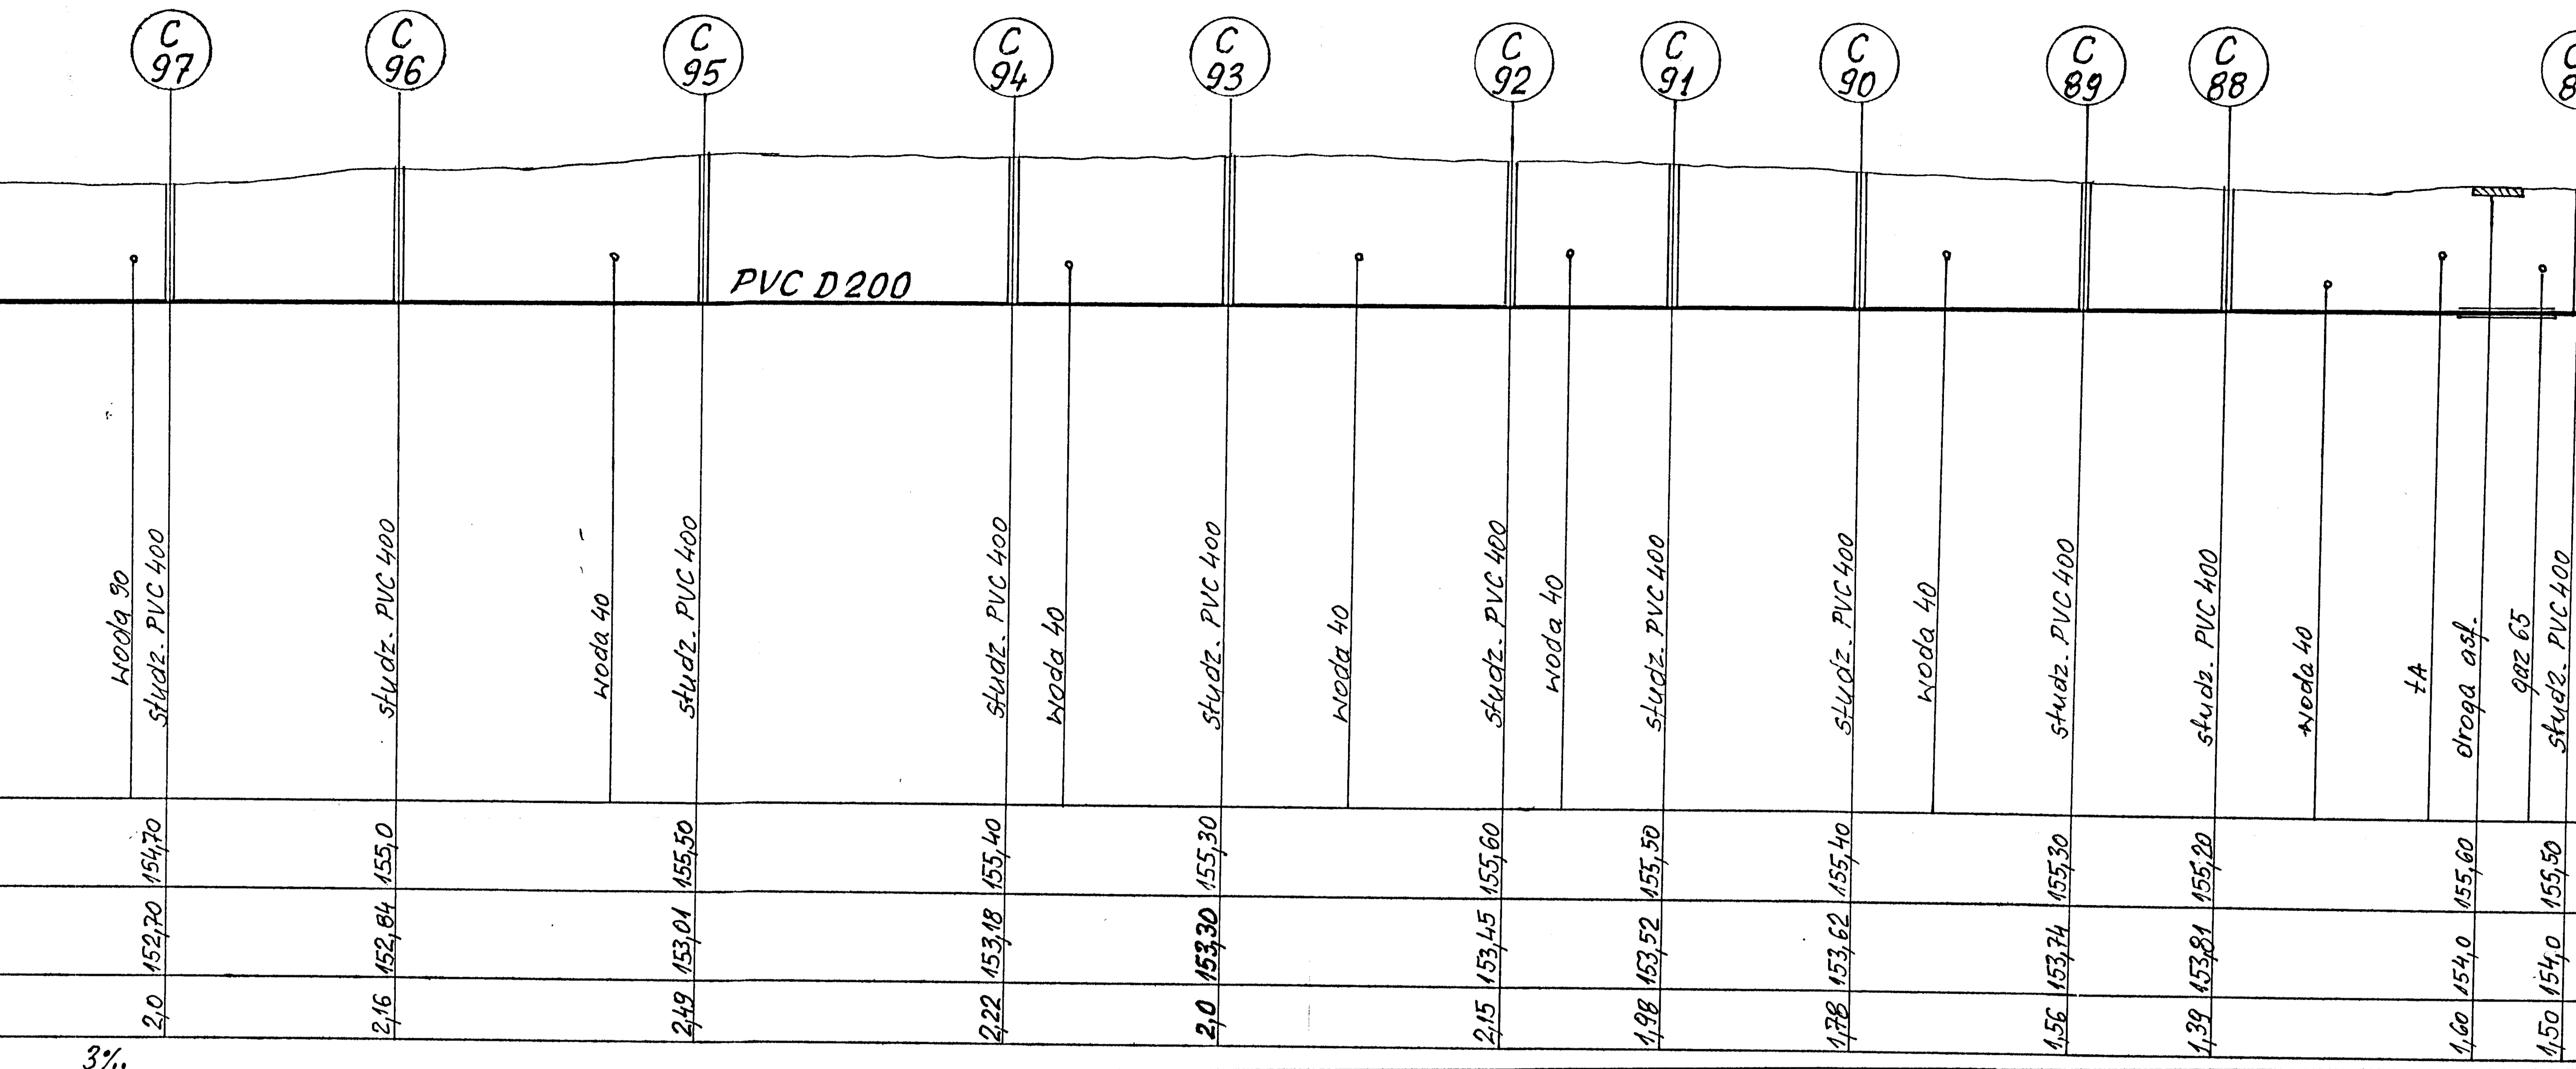 C
97
C
96
C
95
C
94
C
93
C
92
C
91
C
90
C
89
C
88
C
8
PVC D200
woda 90
studz. PVC 400
studz. PVC 400
woda 40
studz. PVC 400
studz. PVC 400
woda 40
studz. PVC 400
woda 40
studz. PVC 400
woda 40
studz. PVC 400
studz. PVC 400
woda 40
studz. PVC 400
studz. PVC 400
woda 40
tA
droga asf.
gaz 65
studz. PVC 400
154,70 155,0 155,50 155,40 155,30 155,60 155,50 155,40 155,30 155,20 155,60 155,50
152,70 152,84 153,01 153,18 153,30 153,45 153,52 153,62 153,74 153,81 154,0 154,0
2,0 2,16 2,49 2,22 2,0 2,15 1,98 1,78 1,56 1,39 1,60 1,50
3‰